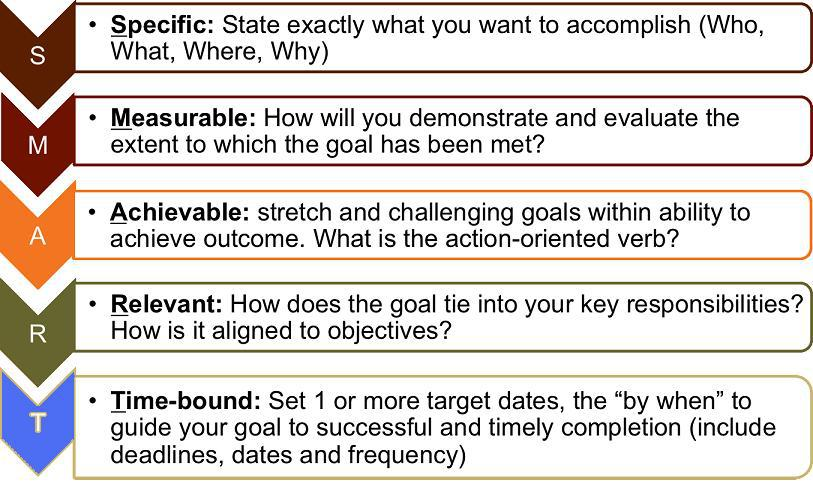 S
• Specific: State exactly what you want to accomplish (Who,
What, Where, Why)
M
• Measurable: How will you demonstrate and evaluate the
extent to which the goal has been met?
A
• Achievable: stretch and challenging goals within ability to
achieve outcome. What is the action-oriented verb?
R
• Relevant: How does the goal tie into your key responsibilities?
How is it aligned to objectives?
T
• Time-bound: Set 1 or more target dates, the “by when” to
guide your goal to successful and timely completion (include
deadlines, dates and frequency)